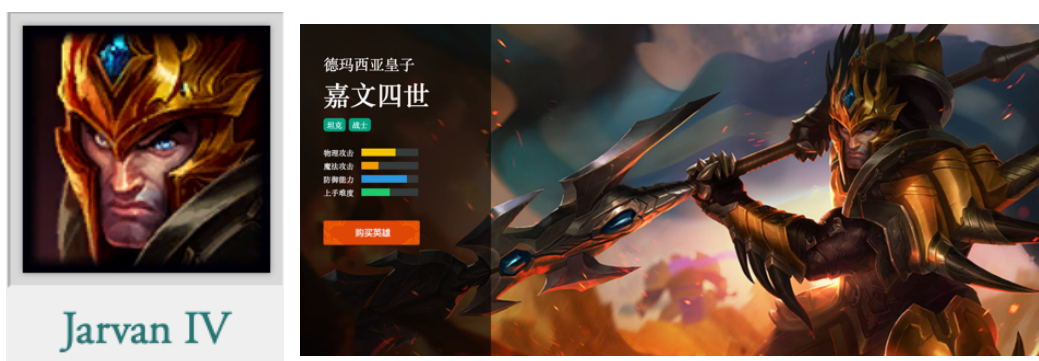 Jarvan IV
德玛西亚皇子
嘉文四世
坦克 战士
物理攻击
魔法攻击
防御能力
上手难度
购买英雄